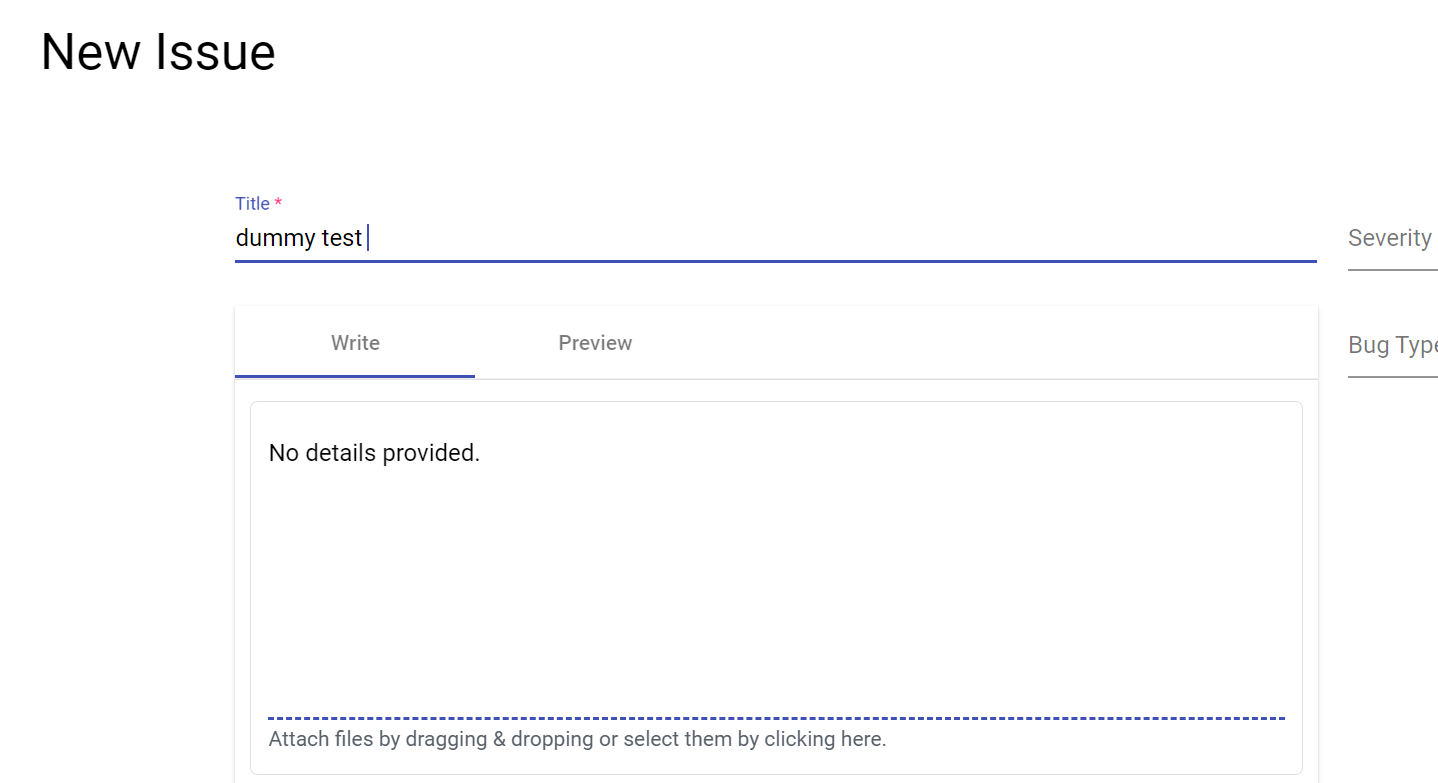 New Issue
Title *
dummy test
Severity
Write
Preview
Bug Type
No details provided.
Attach files by dragging & dropping or select them by clicking here.